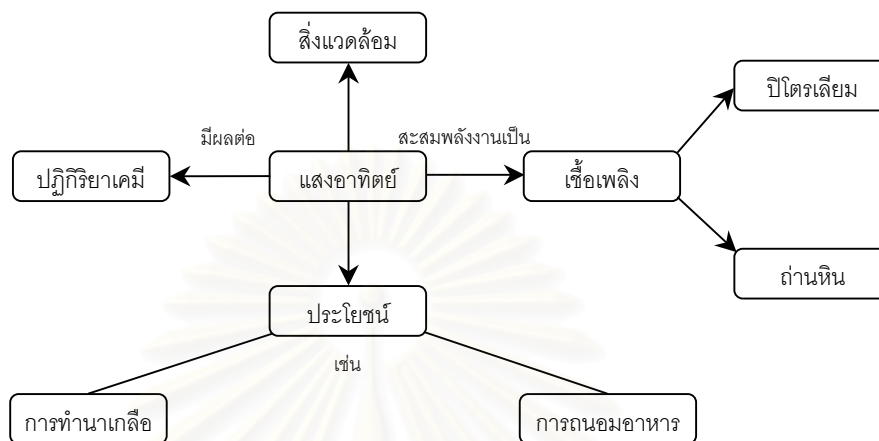 สิ่งแวดล้อม
ปิโตรเลียม
มีผลต่อ
สะสมพลังงานเป็น
ปฏิกิริยาเคมี
แสงอาทิตย์
เชื้อเพลิง
ถ่านหิน
ประโยชน์
เช่น
การทำนาเกลือ
การถนอมอาหาร